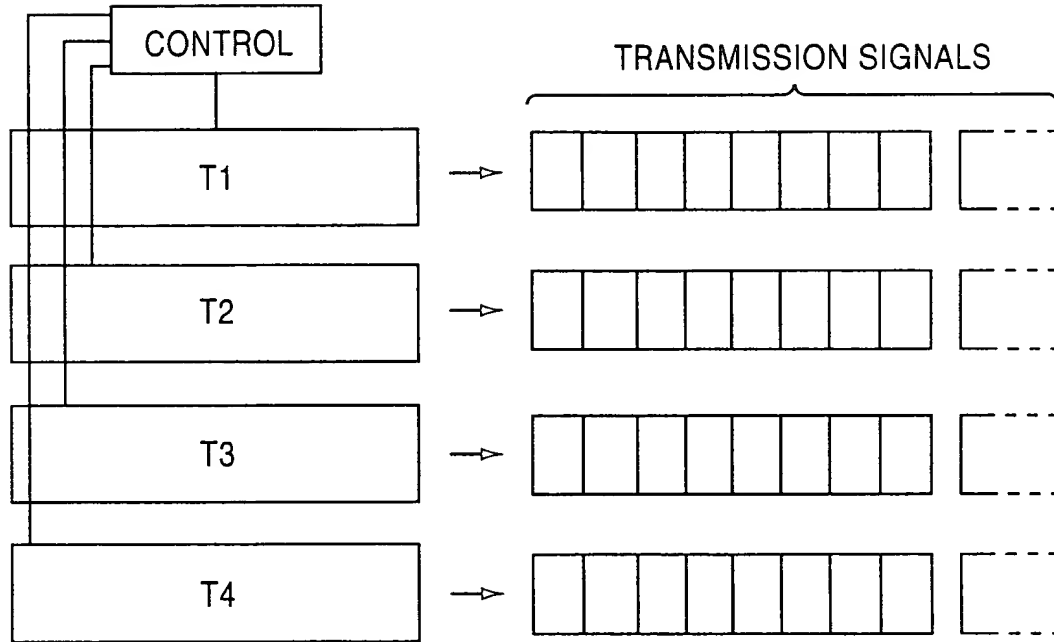 CONTROL
TRANSMISSION SIGNALS
T1
T2
T3
T4